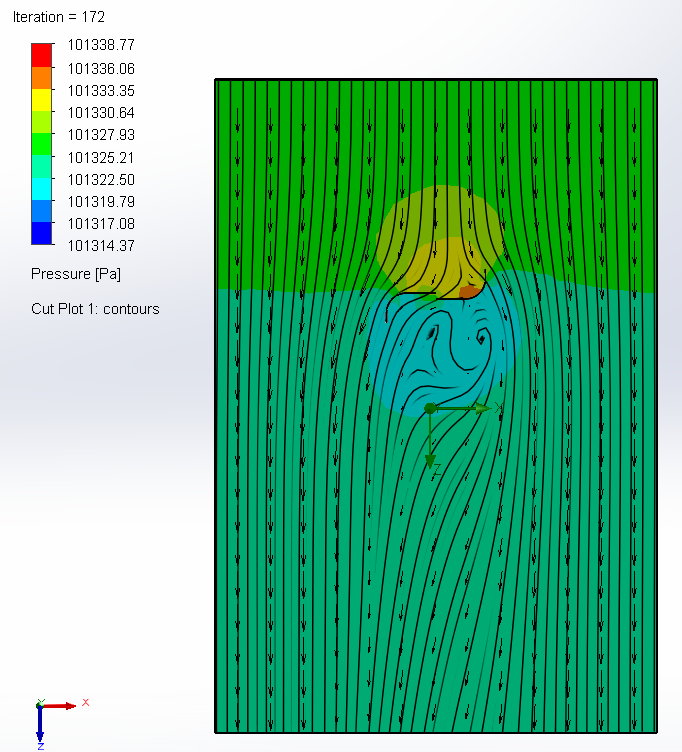 Iteration = 172
101338.77
101336.06
101333.35
101330.64
101327.93
101325.21
101322.50
101319.79
101317.08
101314.37
Pressure [Pa]
Cut Plot 1: contours
X
Z
Y
X
Z